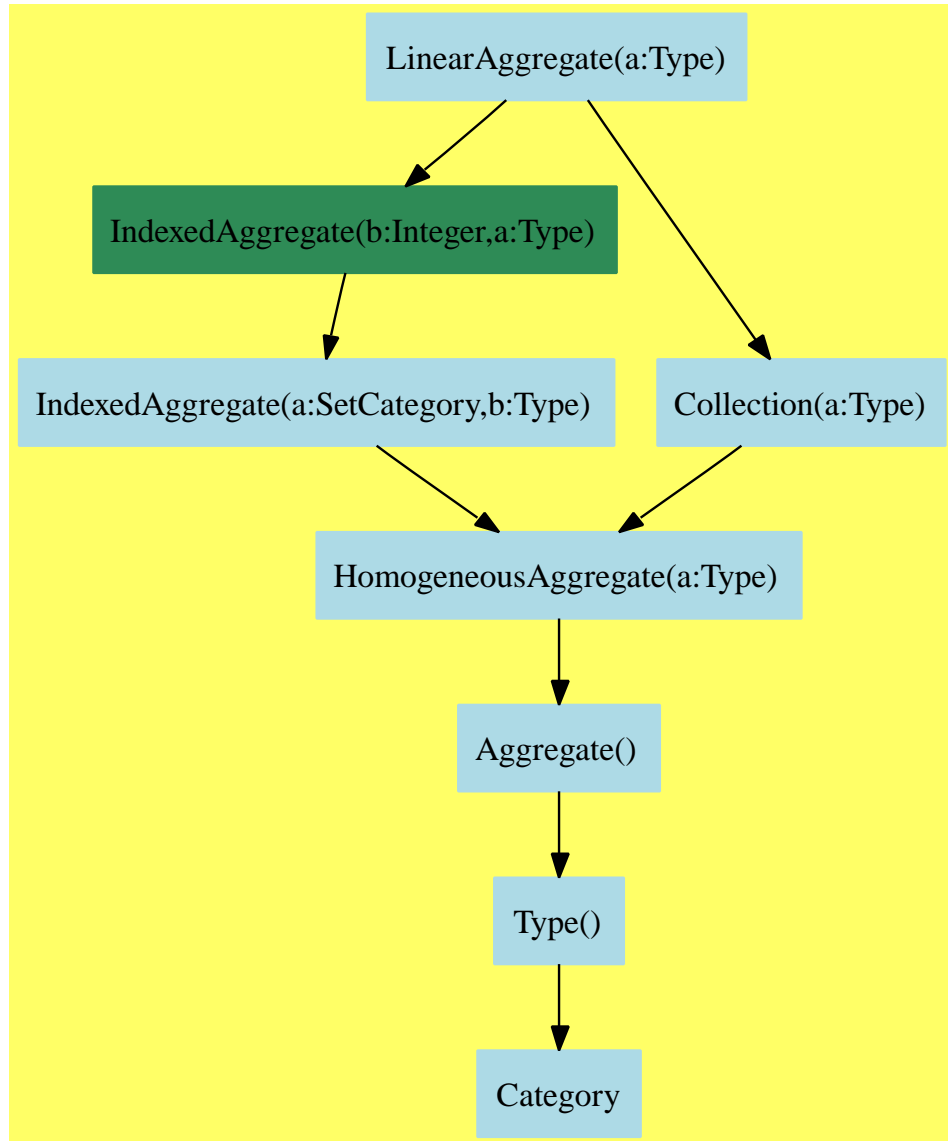 LinearAggregate(a:Type)
IndexedAggregate(b:Integer,a:Type)
IndexedAggregate(a:SetCategory,b:Type)
Collection(a:Type)
HomogeneousAggregate(a:Type)
Aggregate()
Type()
Category